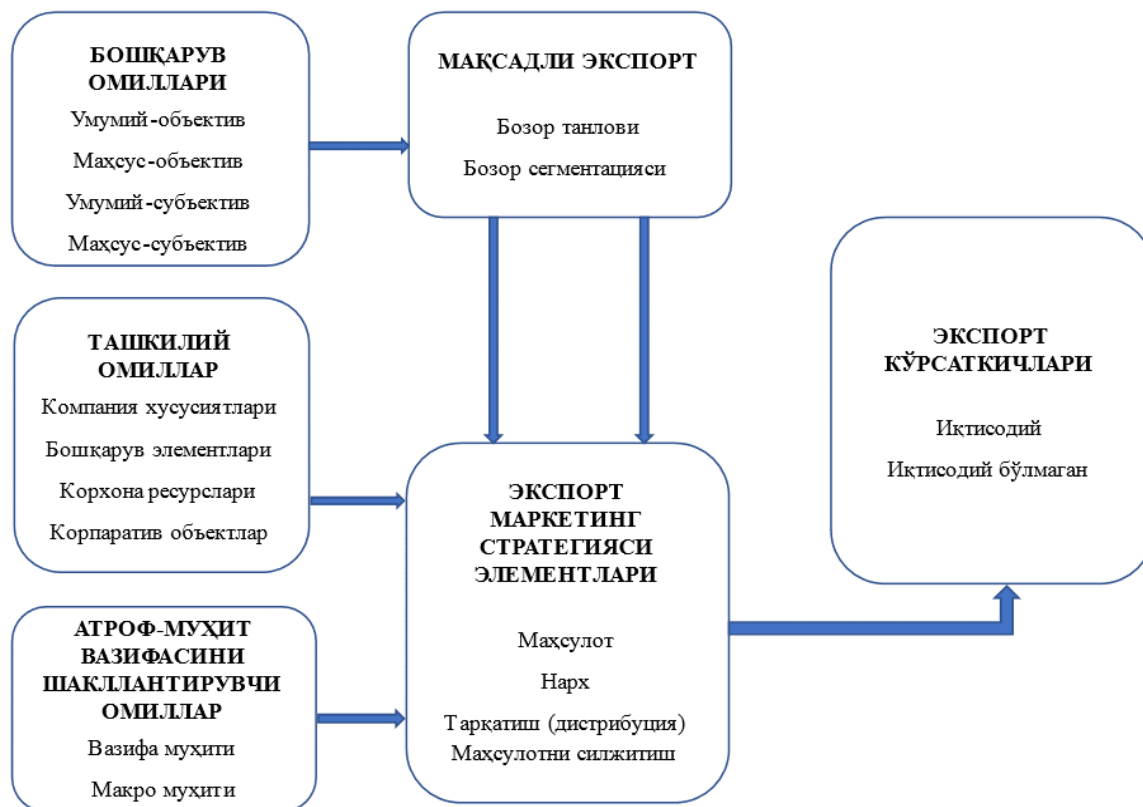 БОШҚАРУВ
ОМИЛЛАРИ
Умумий-объектив
Маҳсус-объектив
Умумий-субъектив
Маҳсус-субъектив
МАҚСАДЛИ ЭКСПОРТ
Бозор танлови
Бозор сегментацияси
ТАШКИЛИЙ
ОМИЛЛАР
Компания хусусиятлари
Бошқарув элементлари
Корхона ресурслари
Корпаратив объектлар
АТРОФ-МУҲИТ
ВАЗИФАСИНИ
ШАКЛЛАНТИРУВЧИ
ОМИЛЛАР
Вазифа муҳити
Макро муҳити
ЭКСПОРТ
МАРКЕТИНГ
СТРАТЕГИЯСИ
ЭЛЕМЕНТЛАРИ
Маҳсулот
Нарх
Тарқатиш (дистрибуция)
Маҳсулотни силжитиш
ЭКСПОРТ
КЎРСАТКИЧЛАРИ
Иқтисодий
Иқтисодий бўлмаган